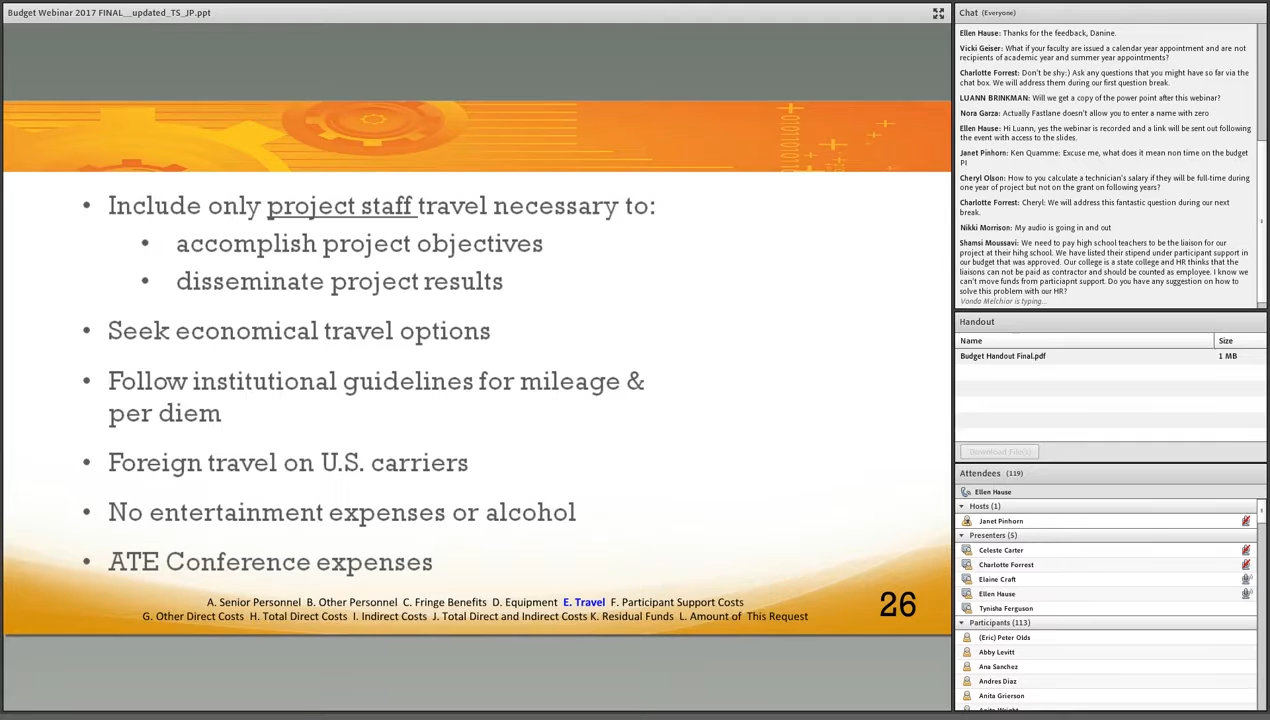 Budget Webinar 2017 FINAL__updated_TS_JP.ppt
• Include only project staff travel necessary to:
• accomplish project objectives
• disseminate project results
• Seek economical travel options
• Follow institutional guidelines for mileage &
per diem
• Foreign travel on U.S. carriers
• No entertainment expenses or alcohol
• ATE Conference expenses
A. Senior Personnel B. Other Personnel C. Fringe Benefits D. Equipment E. Travel F. Participant Support Costs
G. Other Direct Costs H. Total Direct Costs I. Indirect Costs J. Total Direct and Indirect Costs K. Residual Funds L. Amount of This Request
26
Chat (Everyone)
Ellen Hause: Thanks for the feedback, Danine.
Vicki Geiser: What if your faculty are issued a calendar year appointment and are not
recipients of academic year and summer year appointments?
Charlotte Forrest: Don't be shy:) Ask any questions that you might have so far via the
chat box. We will address them during our first question break.
LUANN BRINKMAN: Will we get a copy of the power point after this webinar?
Nora Garza: Actually Fastlane doesn't allow you to enter a name with zero
Ellen Hause: Hi Luann, yes the webinar is recorded and a link will be sent out following
the event with access to the slides.
Janet Pinhorn: Ken Quamme: Excuse me, what does it mean non time on the budget
PI
Cheryl Olson: How to you calculate a technician's salary if they will be full-time during
one year of project but not on the grant on following years?
Charlotte Forrest: Cheryl: We will address this fantastic question during our next
break.
Nikki Morrison: My audio is going in and out
Shamsi Moussavi: We need to pay high school teachers to be the liaison for our
project at their hihg school. We have listed their stipend under participant support in
our budget that was approved. Our college is a state college and HR thinks that the
liaisons can not be paid as contractor and should be counted as employee. I know we
can't move funds from particiapnt support. Do you have any suggestion on how to
solve this problem with our HR?
Vonda Melchior is typing...
Handout
Name Size
Budget Handout Final.pdf 1 MB
Download File(s)
Attendees (119)
Ellen Hause
Hosts (1)
Janet Pinhorn
Presenters (5)
Celeste Carter
Charlotte Forrest
Elaine Craft
Ellen Hause
Tynisha Ferguson
Participants (113)
(Eric) Peter Olds
Abby Levitt
Ana Sanchez
Andres Diaz
Anita Grierson